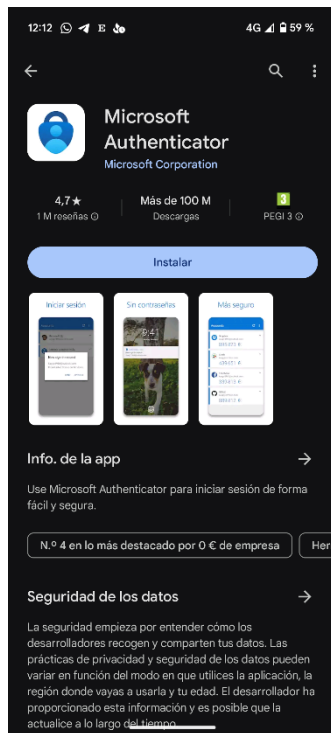 12:12 E 4G 59 %
Microsoft
Authenticator
Microsoft Corporation
4,7★ Más de 100 M 3
1 M reseñas Descargas PEGI 3
Instalar
Iniciar sesión Sin contraseñas Más seguro
9:41
Info. de la app
Use Microsoft Authenticator para iniciar sesión de forma
fácil y segura.
N.º 4 en lo más destacado por 0 € de empresa Her
Seguridad de los datos
La seguridad empieza por entender cómo los
desarrolladores recogen y comparten tus datos. Las
prácticas de privacidad y seguridad de los datos pueden
variar en función del modo en que utilices la aplicación, la
región donde vayas a usarla y tu edad. El desarrollador ha
proporcionado esta información y es posible que la
actualice a lo largo del tiempo.